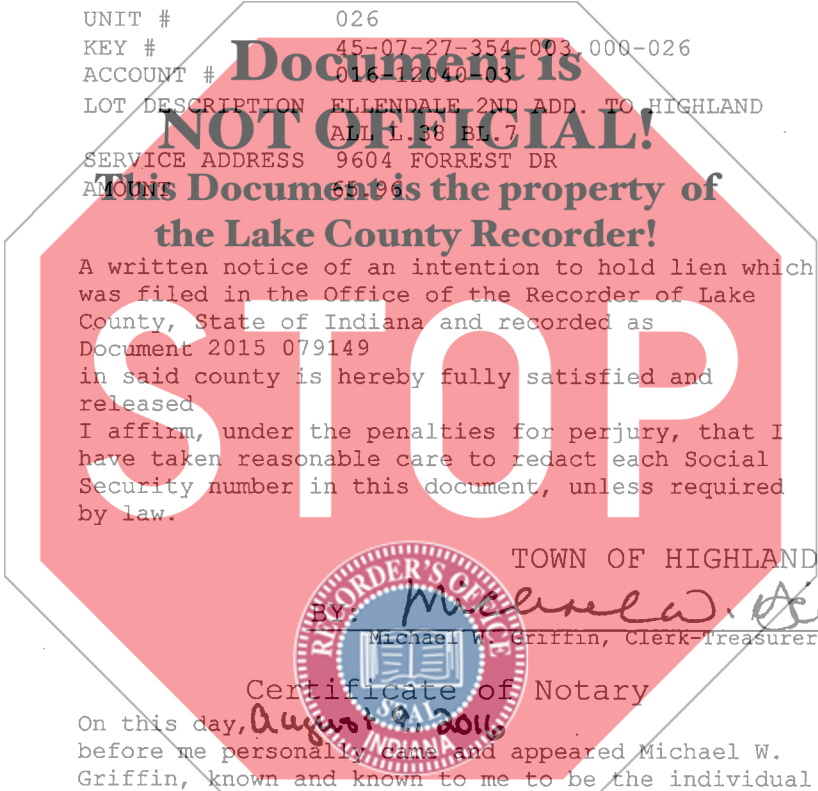 UNIT # 026
KEY # 45-07-27-354-003.000-026
Document is
ACCOUNT # 016-12040-03
LOT DESCRIPTION ELLENDALE 2ND ADD. TO HIGHLAND
NOT OFFICIAL!
ALL L.38 BL.7
SERVICE ADDRESS 9604 FORREST DR
AMOUNT 65.96
This Document is the property of
the Lake County Recorder!
A written notice of an intention to hold lien which
was filed in the Office of the Recorder of Lake
County, State of Indiana and recorded as
Document 2015 079149
in said county is hereby fully satisfied and
released
I affirm, under the penalties for perjury, that I
have taken reasonable care to redact each Social
Security number in this document, unless required
by law.
STOP
TOWN OF HIGHLAND
BY: Michael W.
Michael W. Griffin, Clerk-Treasurer
RECORDER'S OFFICE
SEAL
INDIANA
Certificate of Notary
On this day, August 9, 2016
before me personally came and appeared Michael W.
Griffin, known and known to me to be the individual